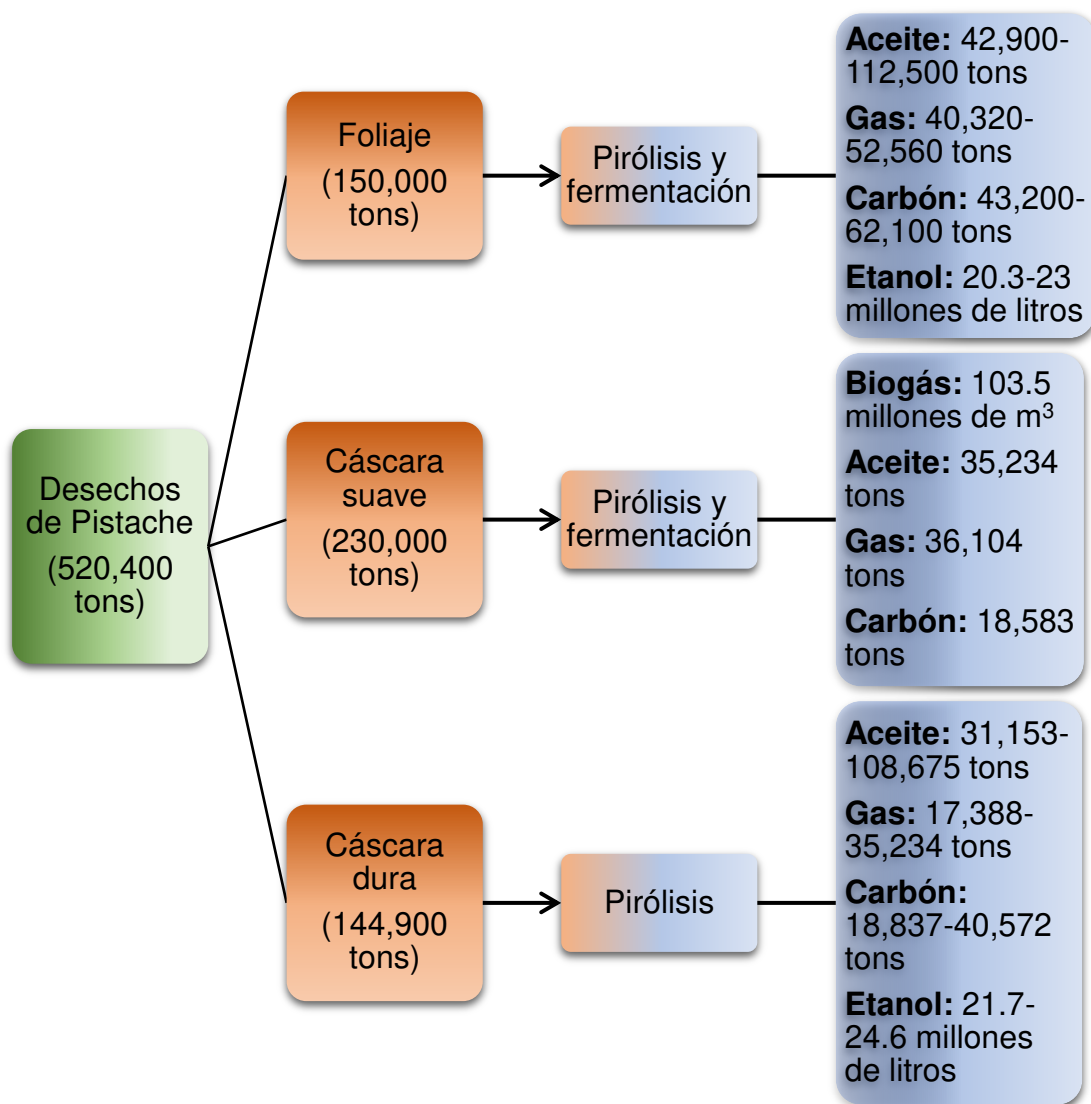 Desechos
de Pistache
(520,400
tons)
Foliaje
(150,000
tons)
Pirólisis y
fermentación
Aceite: 42,900-
112,500 tons
Gas: 40,320-
52,560 tons
Carbón: 43,200-
62,100 tons
Etanol: 20.3-23
millones de litros
Cáscara
suave
(230,000
tons)
Pirólisis y
fermentación
Biogás: 103.5
millones de m³
Aceite: 35,234
tons
Gas: 36,104
tons
Carbón: 18,583
tons
Cáscara
dura
(144,900
tons)
Pirólisis
Aceite: 31,153-
108,675 tons
Gas: 17,388-
35,234 tons
Carbón:
18,837-40,572
tons
Etanol: 21.7-
24.6 millones
de litros